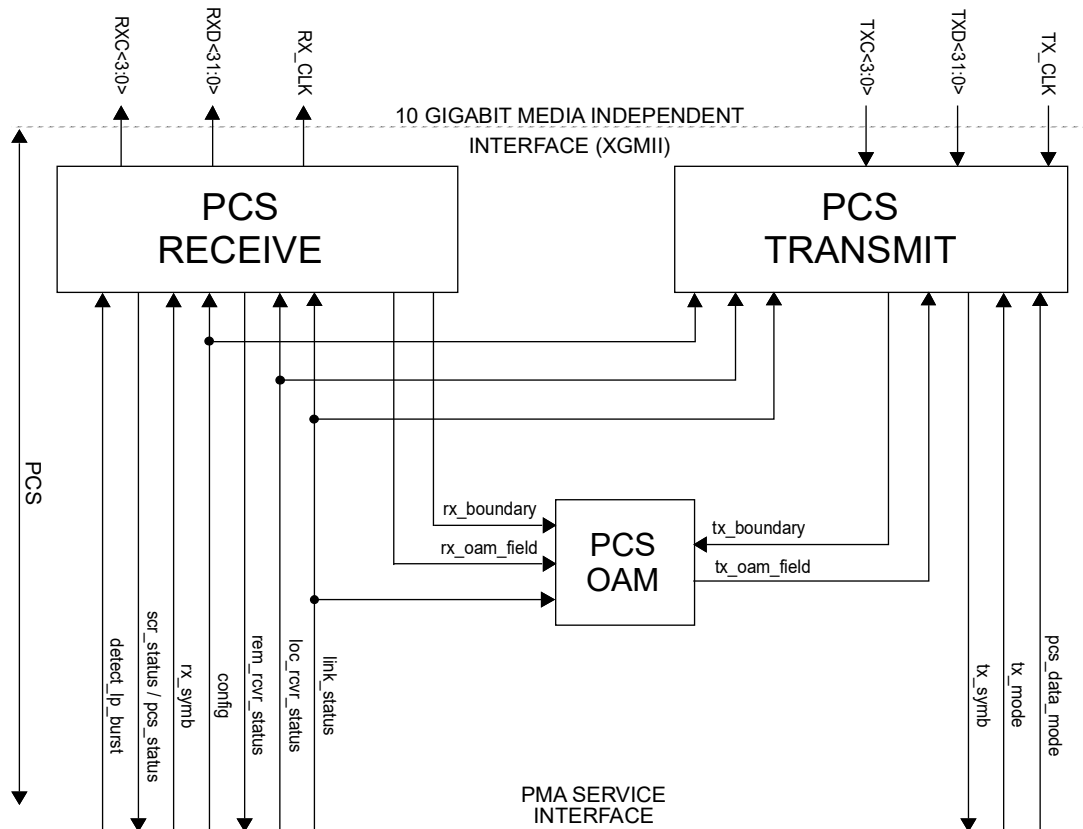 RXC<3:0>
RXD<31:0>
RX_CLK
TXC<3:0>
TXD<31:0>
TX_CLK
10 GIGABIT MEDIA INDEPENDENT
INTERFACE (XGMII)
PCS
RECEIVE
PCS
TRANSMIT
PCS
rx_boundary
rx_oam_field
PCS
OAM
tx_boundary
tx_oam_field
detect_lp_burst
scr_status / pcs_status
rx_symb
config
rem_rcvr_status
loc_rcvr_status
link_status
tx_symb
tx_mode
pcs_data_mode
PMA SERVICE
INTERFACE